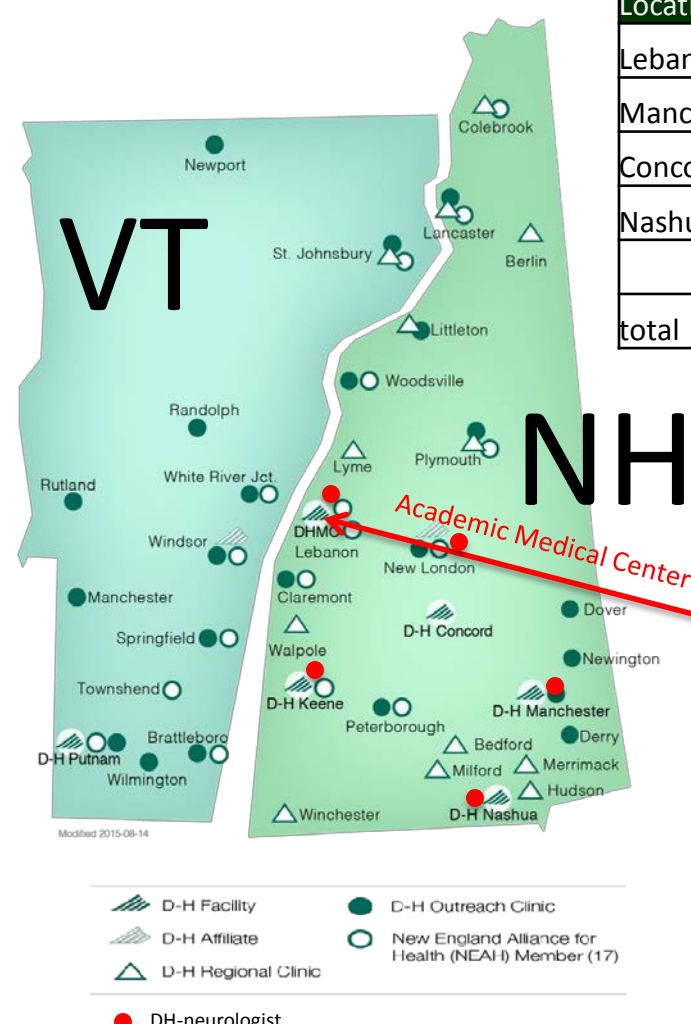 Locati
Leban
Manc
Conco
Nashu
total
VT
NH
Colebrook
Newport
Lancaster
St. Johnsbury
Berlin
Littleton
Woodsville
Randolph
Lyme
Plymouth
White River Jct.
Rutland
Academic Medical Center
DHMC
Windsor
Lebanon
New London
Claremont
Manchester
Dover
D-H Concord
Springfield
Walpole
Newington
Townshend
D-H Keene
D-H Manchester
Peterborough
Derry
Brattleboro
Bedford
D-H Putnam
Merrimack
Milford
Wilmington
Hudson
Winchester
D-H Nashua
Modified 2015-08-14
D-H Facility
D-H Outreach Clinic
D-H Affiliate
New England Alliance for
Health (NEAH) Member (17)
D-H Regional Clinic
DH-neurologist